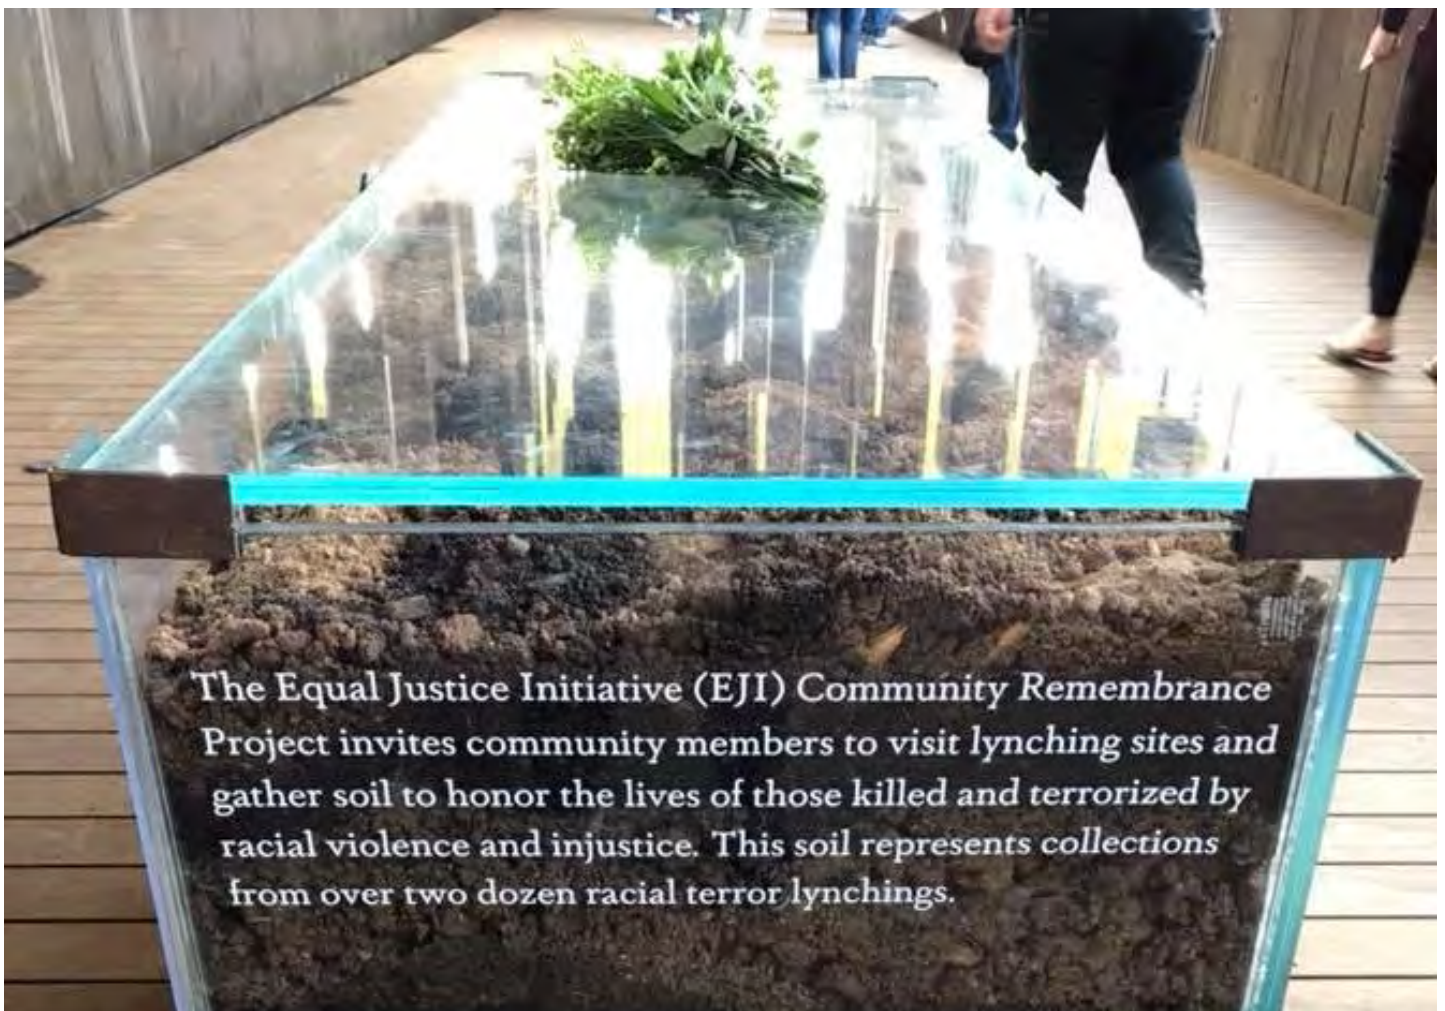 The Equal Justice Initiative (EJI) Community Remembrance
Project invites community members to visit lynching sites and
gather soil to honor the lives of those killed and terrorized by
racial violence and injustice. This soil represents collections
from over two dozen racial terror lynchings.